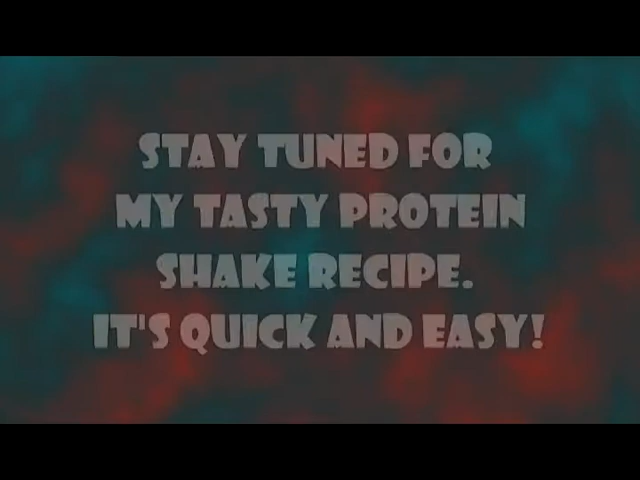 STAY TUNED FOR
MY TASTY PROTEIN
SHAKE RECIPE.
IT'S QUICK AND EASY!